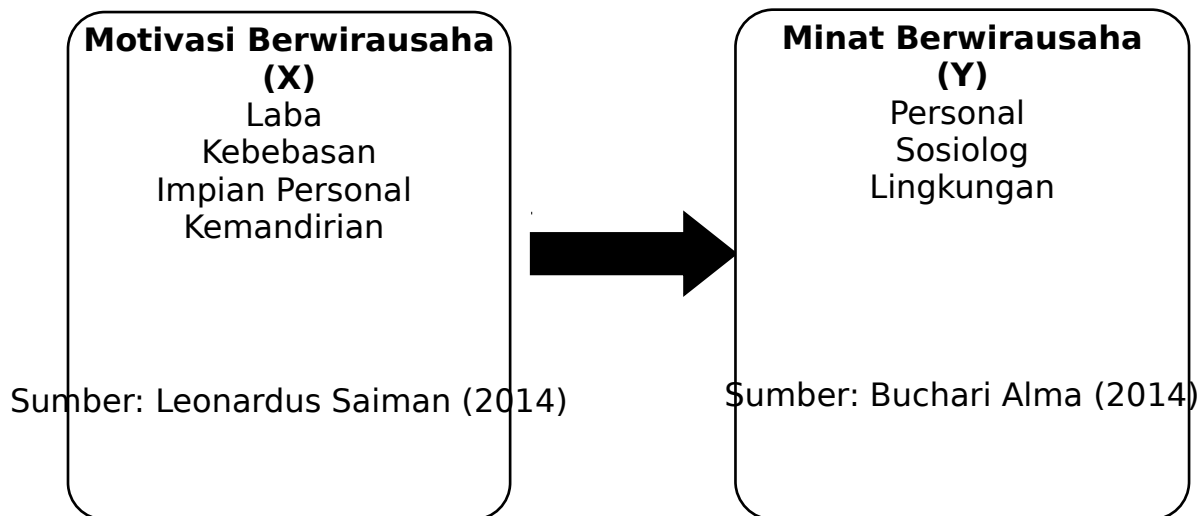 Motivasi Berwirausaha
(X)
Laba
Kebebasan
Impian Personal
Kemandirian
Sumber: Leonardus Saiman (2014)
Minat Berwirausaha
(Y)
Personal
Sosiolog
Lingkungan
Sumber: Buchari Alma (2014)